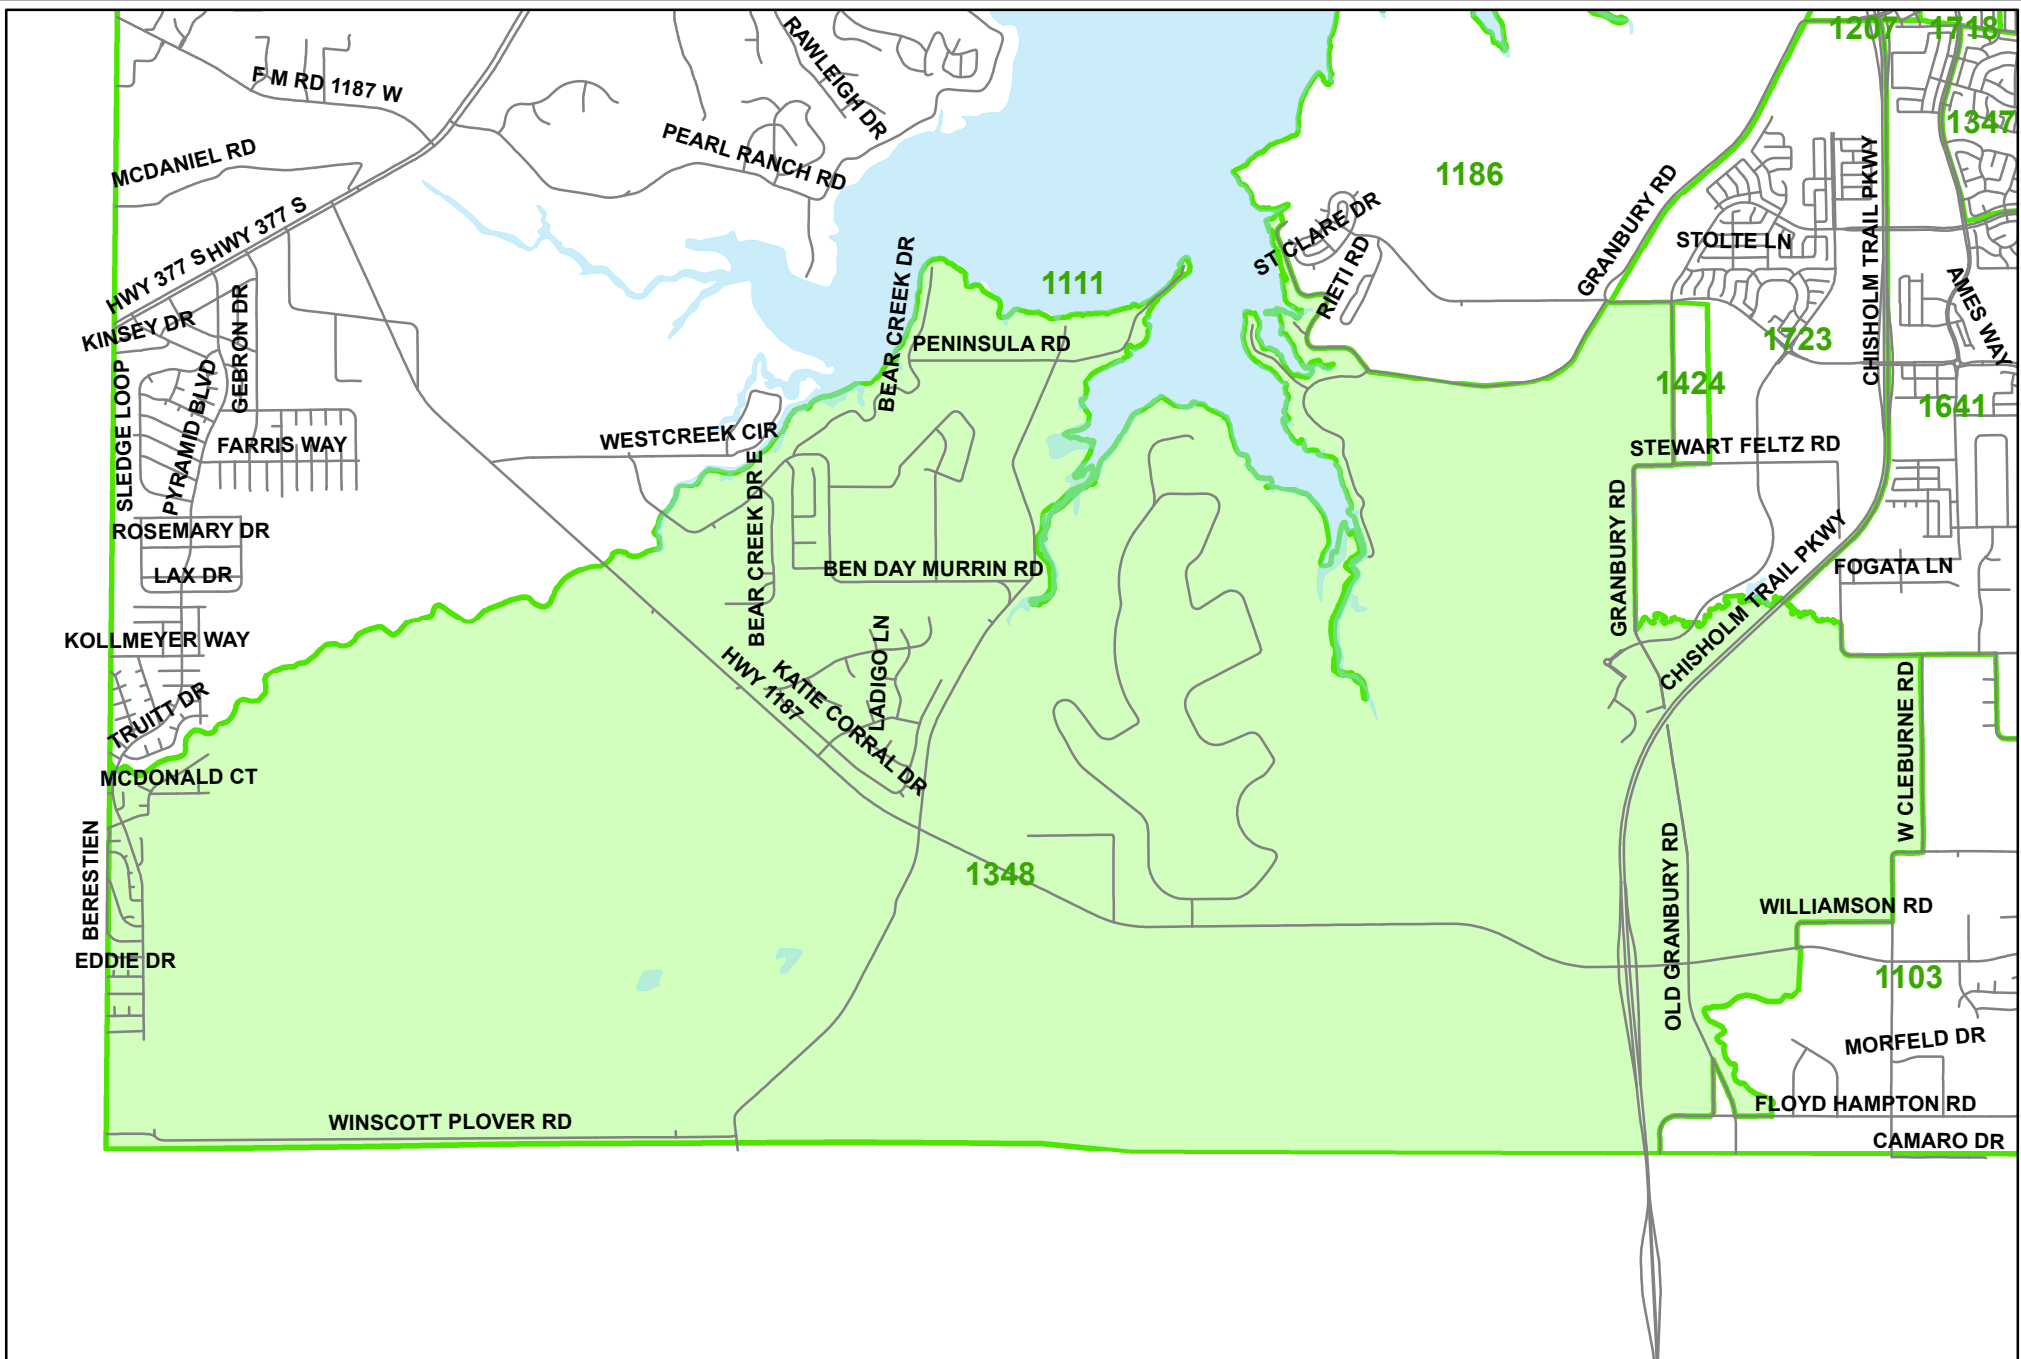 1207
1718
RAWLEIGH DR
F M RD 1187 W
1347
PEARL RANCH RD
MCDANIEL RD
1186
CHISHOLM TRAIL PKWY
GRANBURY RD
HWY 377 S
HWY 377 S
ST CLARE DR
STOLTE LN
BEAR CREEK DR
1111
RIETI RD
AMES WAY
KINSEY DR
GEBRON DR
PENINSULA RD
1723
SLEDGE LOOP
PYRAMID BLVD
1424
1641
FARRIS WAY
WESTCREEK CIR
STEWART FELTZ RD
BEAR CREEK DR E
GRANBURY RD
ROSEMARY DR
LAX DR
BEN DAY MURRIN RD
CHISHOLM TRAIL PKWY
FOGATA LN
KOLLMEYER WAY
LADIGO LN
HWY 1187
KATIE CORRAL DR
TRUITT DR
W CLEBURNE RD
MCDONALD CT
BERESTIEN
1348
OLD GRANBURY RD
WILLIAMSON RD
EDDIE DR
1103
MORFELD DR
WINSCOTT PLOVER RD
FLOYD HAMPTON RD
CAMARO DR